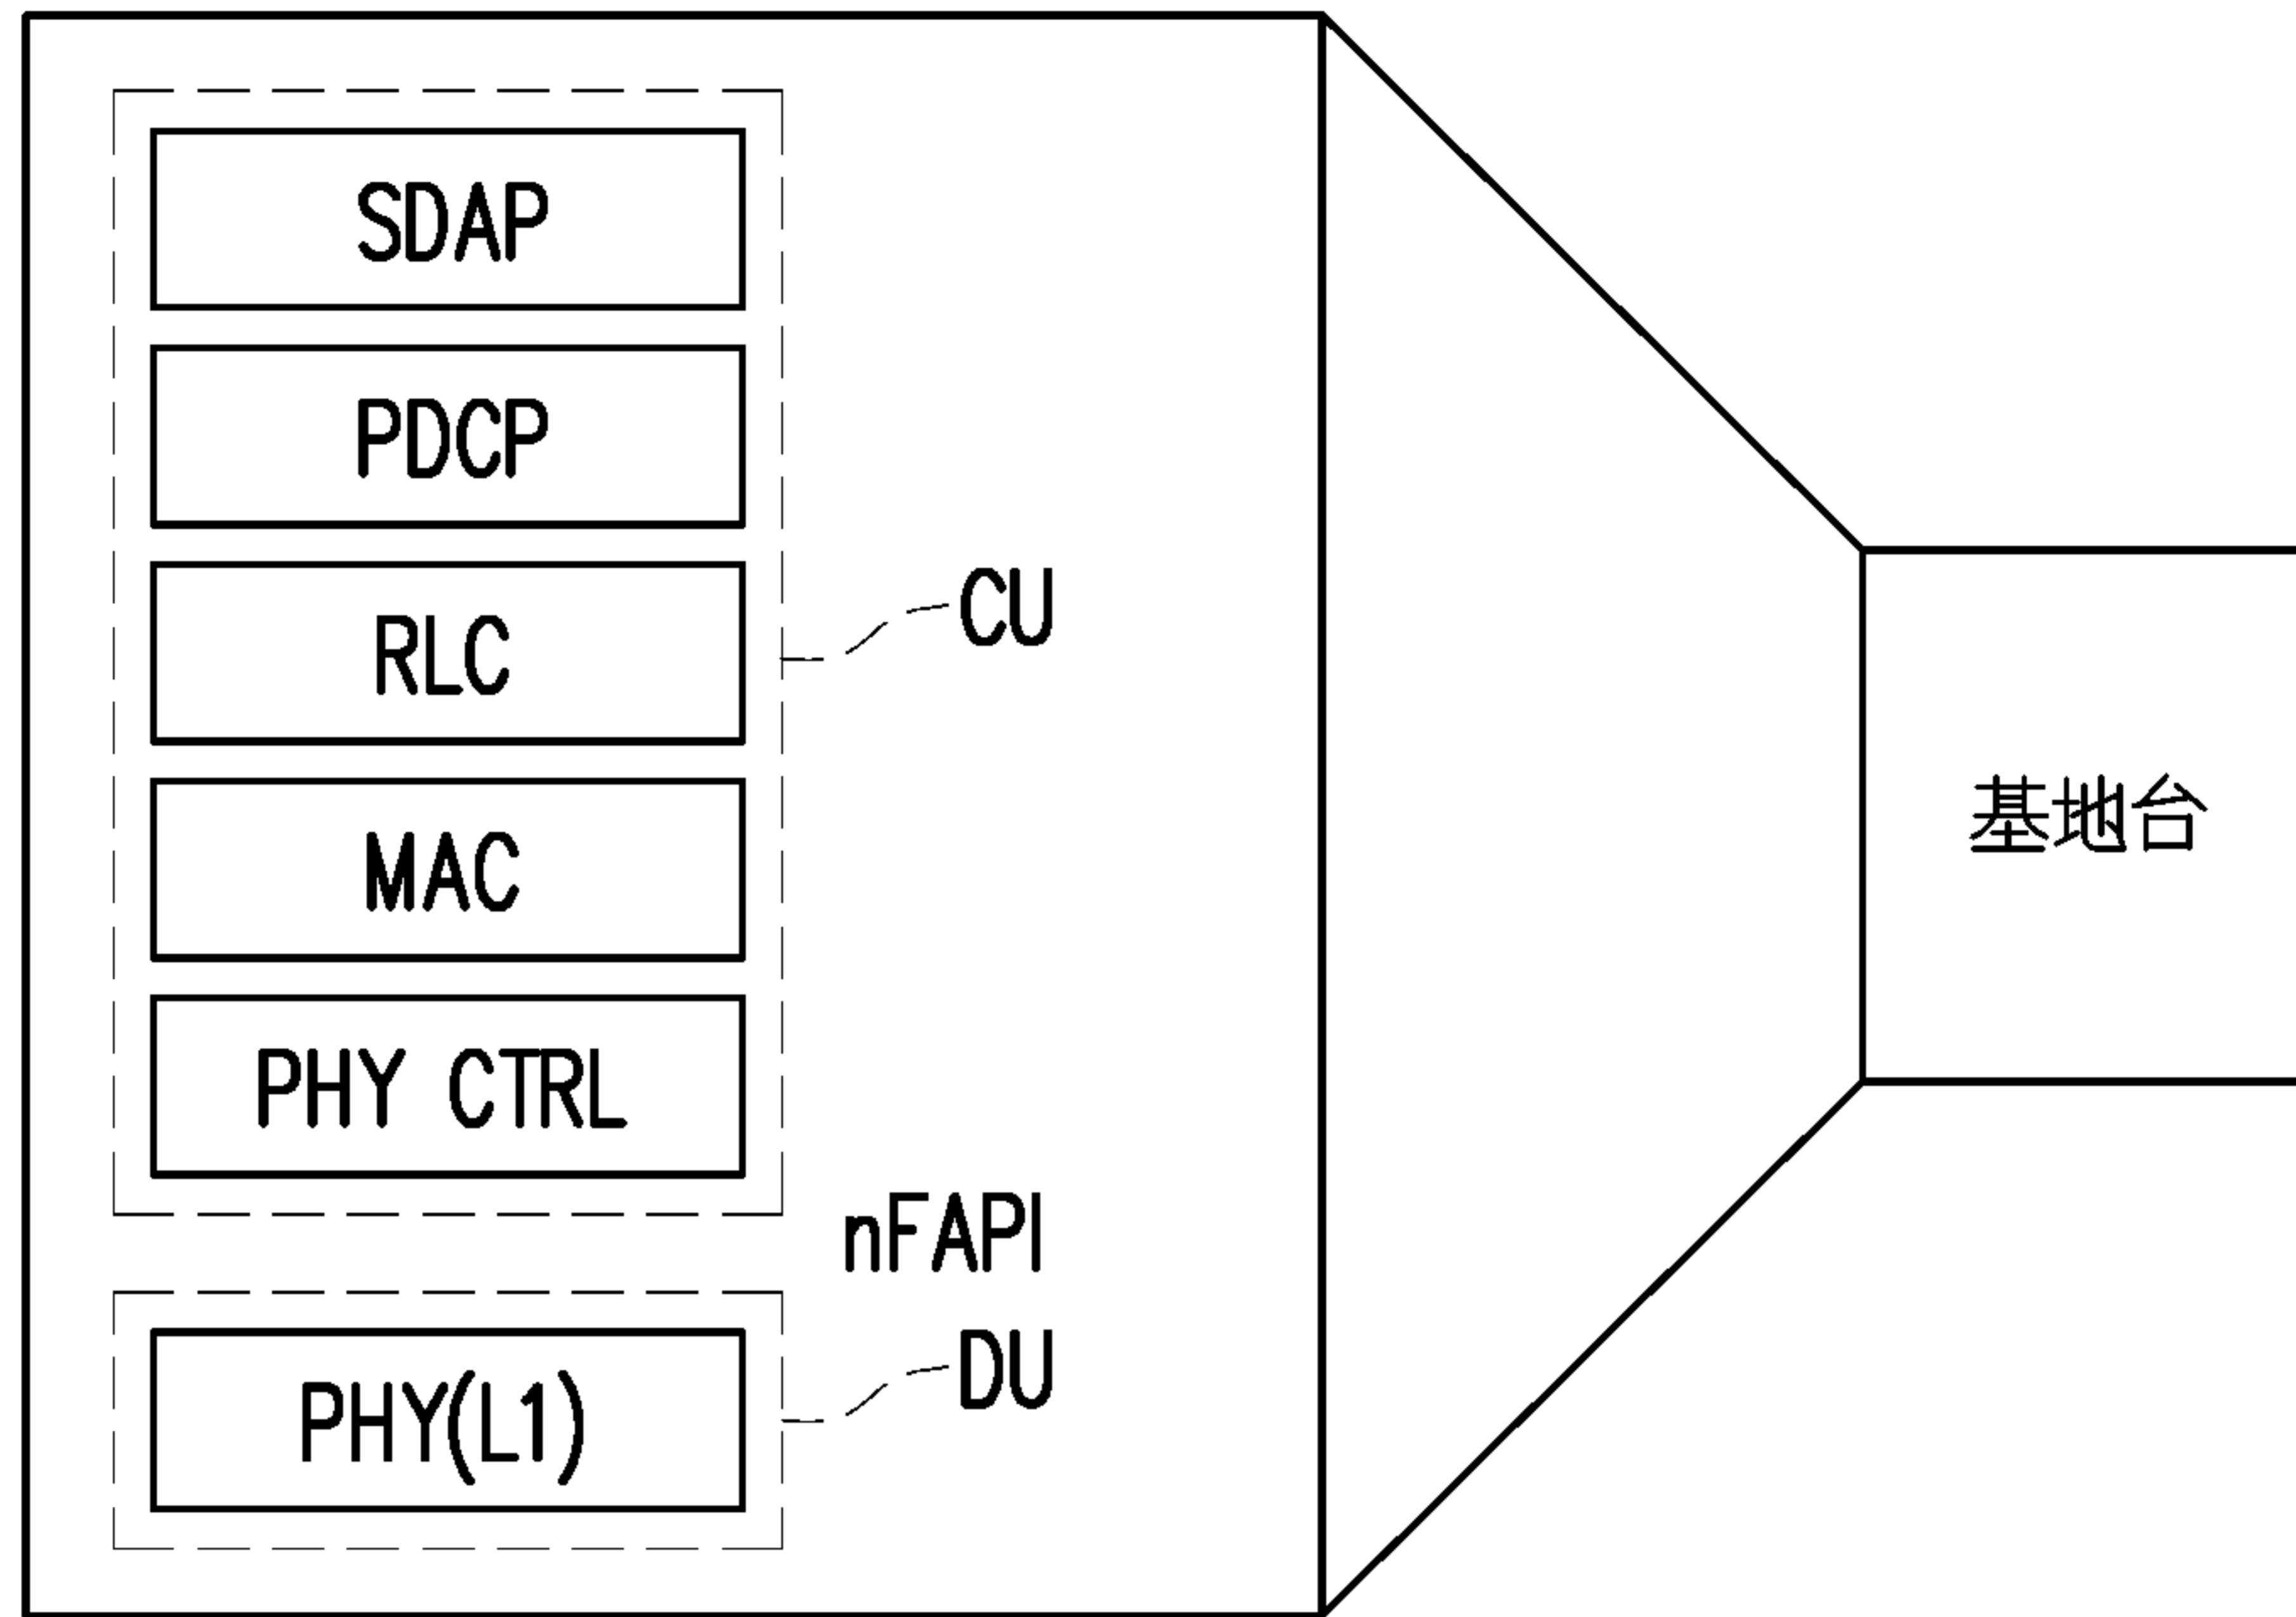 SDAP
PDCP
RLC
CU
MAC
基地台
PHY CTRL
nFAPI
DU
PHY(L1)